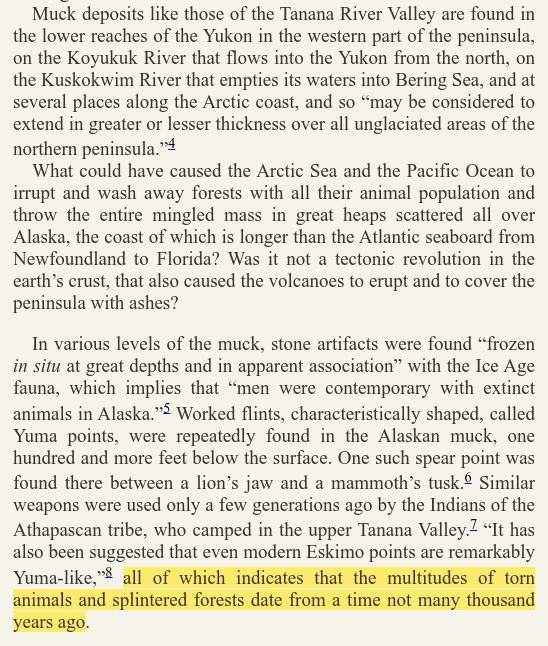 Muck deposits like those of the Tanana River Valley are found in
the lower reaches of the Yukon in the western part of the peninsula,
on the Koyukuk River that flows into the Yukon from the north, on
the Kuskokwim River that empties its waters into Bering Sea, and at
several places along the Arctic coast, and so “may be considered to
extend in greater or lesser thickness over all unglaciated areas of the
northern peninsula.”4
What could have caused the Arctic Sea and the Pacific Ocean to
irrupt and wash away forests with all their animal population and
throw the entire mingled mass in great heaps scattered all over
Alaska, the coast of which is longer than the Atlantic seaboard from
Newfoundland to Florida? Was it not a tectonic revolution in the
earth’s crust, that also caused the volcanoes to erupt and to cover the
peninsula with ashes?
In various levels of the muck, stone artifacts were found “frozen
in situ at great depths and in apparent association” with the Ice Age
fauna, which implies that “men were contemporary with extinct
animals in Alaska.”5 Worked flints, characteristically shaped, called
Yuma points, were repeatedly found in the Alaskan muck, one
hundred and more feet below the surface. One such spear point was
found there between a lion’s jaw and a mammoth’s tusk.6 Similar
weapons were used only a few generations ago by the Indians of the
Athapascan tribe, who camped in the upper Tanana Valley.7 “It has
also been suggested that even modern Eskimo points are remarkably
Yuma-like,”8 all of which indicates that the multitudes of torn
animals and splintered forests date from a time not many thousand
years ago.